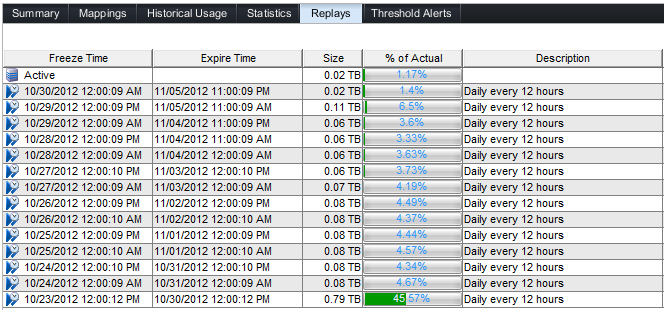 Summary Mappings Historical Usage Statistics Replays Threshold Alerts
Freeze Time Expire Time Size % of Actual Description
Active 0.02 TB 1.17%
10/30/2012 12:00:09 AM 11/05/2012 11:00:09 PM 0.02 TB 1.4% Daily every 12 hours
10/29/2012 12:00:09 PM 11/05/2012 11:00:09 AM 0.11 TB 6.5% Daily every 12 hours
10/29/2012 12:00:09 AM 11/04/2012 11:00:09 PM 0.06 TB 3.6% Daily every 12 hours
10/28/2012 12:00:09 PM 11/04/2012 11:00:09 AM 0.06 TB 3.33% Daily every 12 hours
10/28/2012 12:00:09 AM 11/04/2012 12:00:09 AM 0.06 TB 3.63% Daily every 12 hours
10/27/2012 12:00:10 PM 11/03/2012 12:00:10 PM 0.06 TB 3.73% Daily every 12 hours
10/27/2012 12:00:09 AM 11/03/2012 12:00:09 AM 0.07 TB 4.19% Daily every 12 hours
10/26/2012 12:00:09 PM 11/02/2012 12:00:09 PM 0.08 TB 4.49% Daily every 12 hours
10/26/2012 12:00:10 AM 11/02/2012 12:00:10 AM 0.08 TB 4.37% Daily every 12 hours
10/25/2012 12:00:09 PM 11/01/2012 12:00:09 PM 0.08 TB 4.44% Daily every 12 hours
10/25/2012 12:00:10 AM 11/01/2012 12:00:10 AM 0.08 TB 4.57% Daily every 12 hours
10/24/2012 12:00:10 PM 10/31/2012 12:00:10 PM 0.08 TB 4.34% Daily every 12 hours
10/24/2012 12:00:09 AM 10/31/2012 12:00:09 AM 0.08 TB 4.67% Daily every 12 hours
10/23/2012 12:00:12 PM 10/30/2012 12:00:12 PM 0.79 TB 45.57% Daily every 12 hours